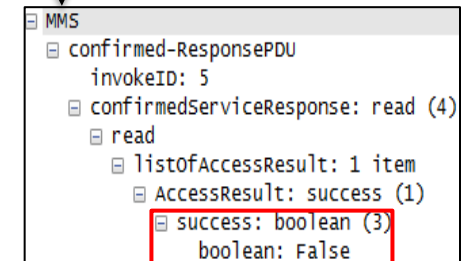 MMS
confirmed-ResponsePDU
invokeID: 5
confirmedServiceResponse: read (4)
read
listOfAccessResult: 1 item
AccessResult: success (1)
success: boolean (3)
boolean: False